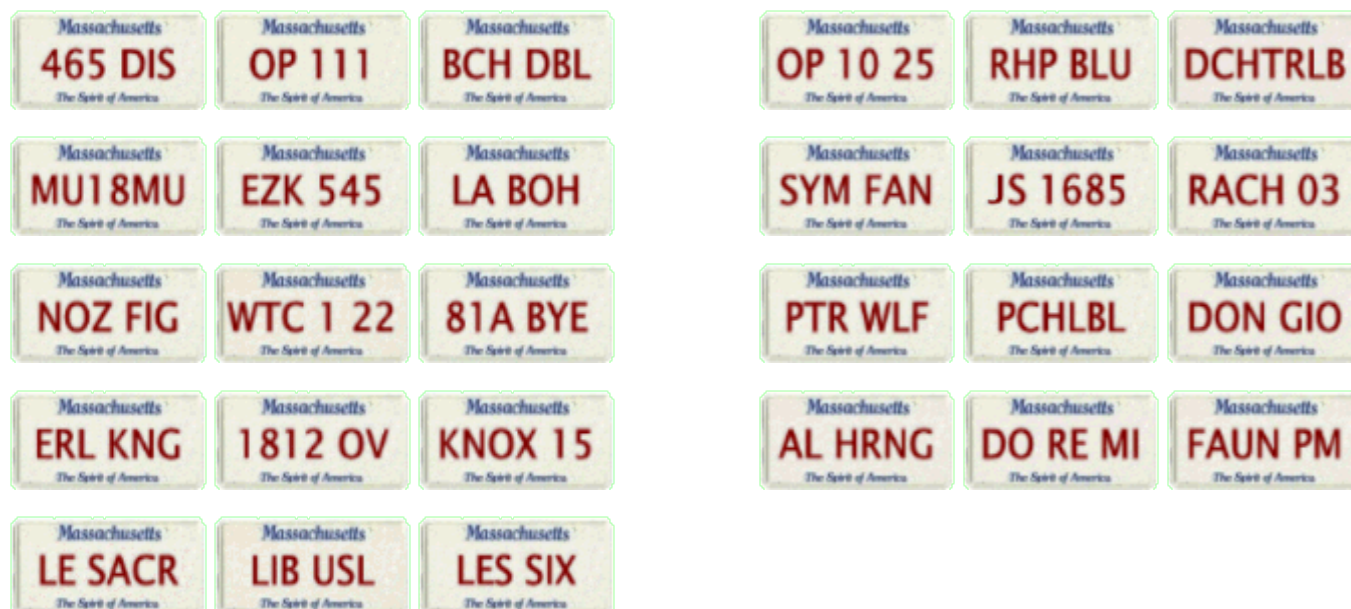 Massachusetts Massachusetts Massachusetts Massachusetts Massachusetts Massachusetts
465 DIS OP 111 BCH DBL OP 10 25 RHP BLU DCHTRLB
The Spirit of America The Spirit of America The Spirit of America The Spirit of America The Spirit of America The Spirit of America
Massachusetts Massachusetts Massachusetts Massachusetts Massachusetts Massachusetts
MU18MU EZK 545 LA BOH SYM FAN JS 1685 RACH 03
The Spirit of America The Spirit of America The Spirit of America The Spirit of America The Spirit of America The Spirit of America
Massachusetts Massachusetts Massachusetts Massachusetts Massachusetts Massachusetts
NOZ FIG WTC 1 22 81A BYE PTR WLF PCHLBL DON GIO
The Spirit of America The Spirit of America The Spirit of America The Spirit of America The Spirit of America The Spirit of America
Massachusetts Massachusetts Massachusetts Massachusetts Massachusetts Massachusetts
ERL KNG 1812 OV KNOX 15 AL HRNG DO RE MI FAUN PM
The Spirit of America The Spirit of America The Spirit of America The Spirit of America The Spirit of America The Spirit of America
Massachusetts Massachusetts Massachusetts
LE SACR LIB USL LES SIX
The Spirit of America The Spirit of America The Spirit of America